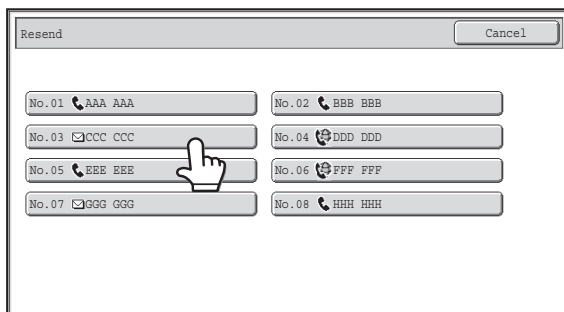 Resend Cancel
No.01 AAA AAA No.02 BBB BBB
No.03 CCC CCC No.04 DDD DDD
No.05 EEE EEE No.06 FFF FFF
No.07 GGG GGG No.08 HHH HHH